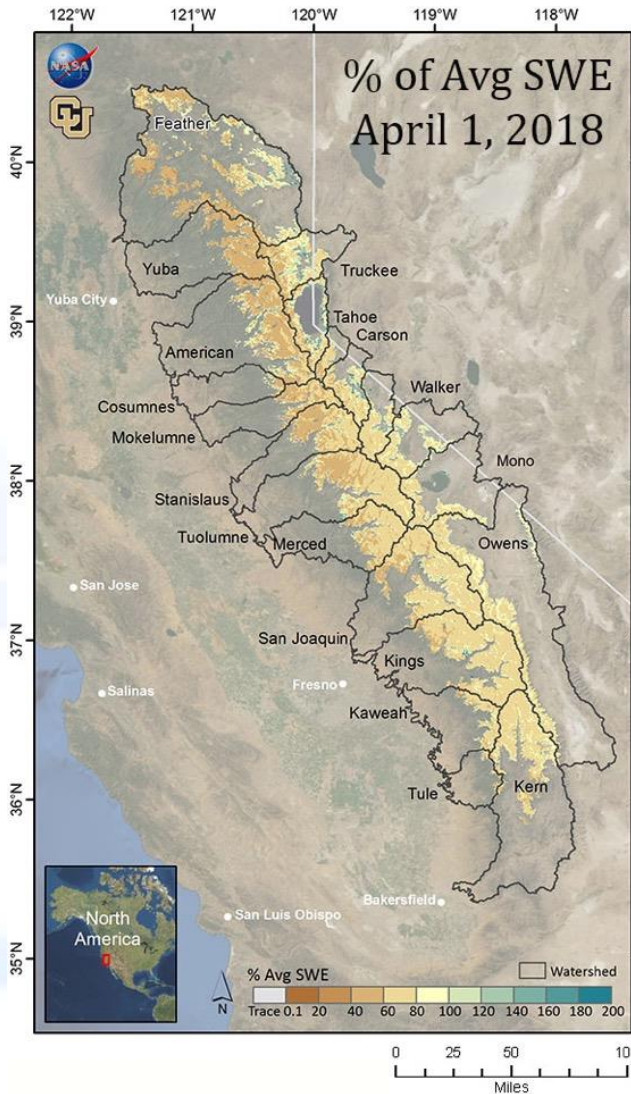 122°W 121°W 120°W 119°W 118°W
NASA
CU
% of Avg SWE
April 1, 2018
40°N
39°N
38°N
37°N
36°N
35°N
Feather
Yuba
Truckee
Yuba City
Tahoe
Carson
American
Walker
Cosumnes
Mokelumne
Mono
Stanislaus
Tuolumne
Merced
Owens
San Jose
San Joaquin
Kings
Salinas
Fresno
Kaweah
Tule
Kern
Bakersfield
San Luis Obispo
North
America
N
% Avg SWE
Watershed
Trace 0.1 20 40 60 80 100 120 140 160 180 200
0 25 50 10
Miles